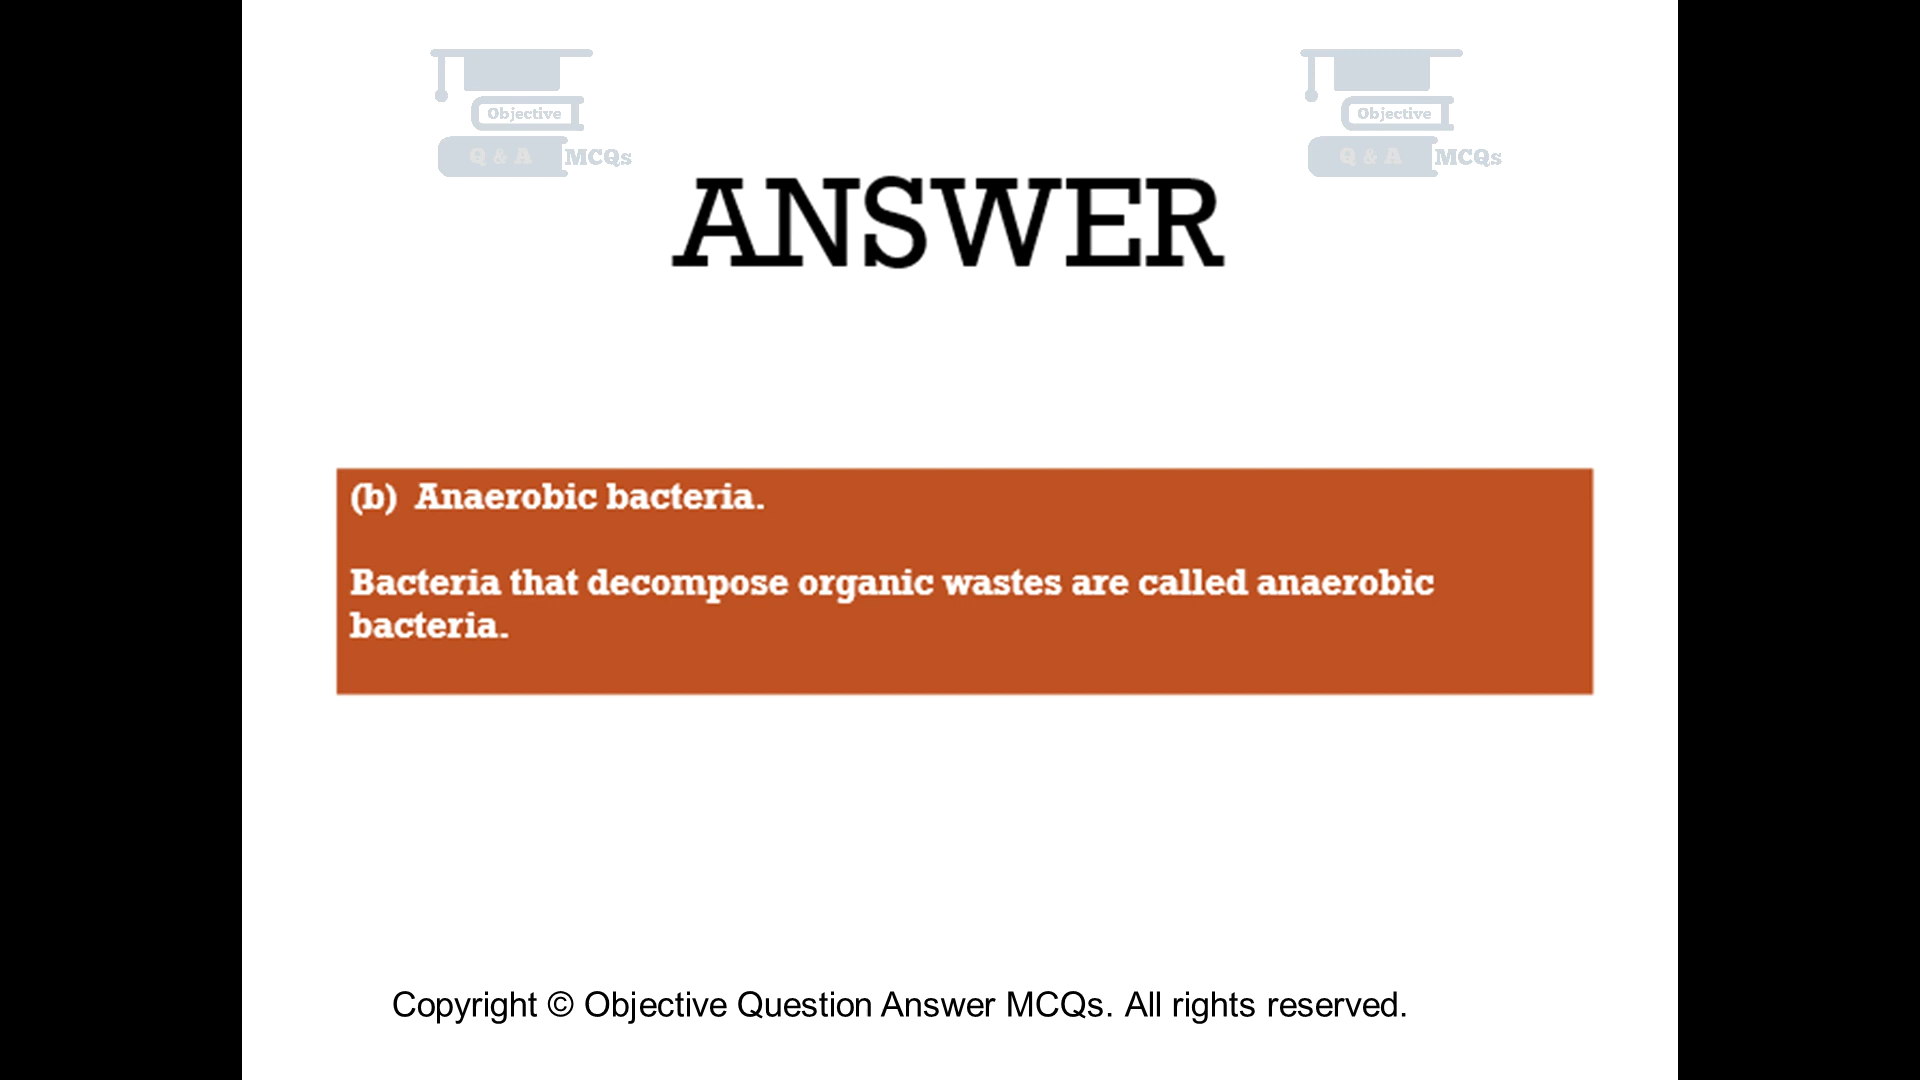 Objective
Q & A MCQs
Objective
Q & A MCQs
ANSWER
(b) Anaerobic bacteria.
Bacteria that decompose organic wastes are called anaerobic
bacteria.
Copyright © Objective Question Answer MCQs. All rights reserved.